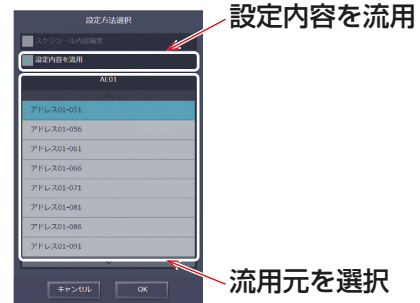 設定方法選択
設定内容を流用
スケジュール内容編集
設定内容を流用
AE01
アドレス01-051
アドレス01-056
アドレス01-061
アドレス01-066
アドレス01-071
アドレス01-081
アドレス01-086
アドレス01-091
流用元を選択
キャンセル OK